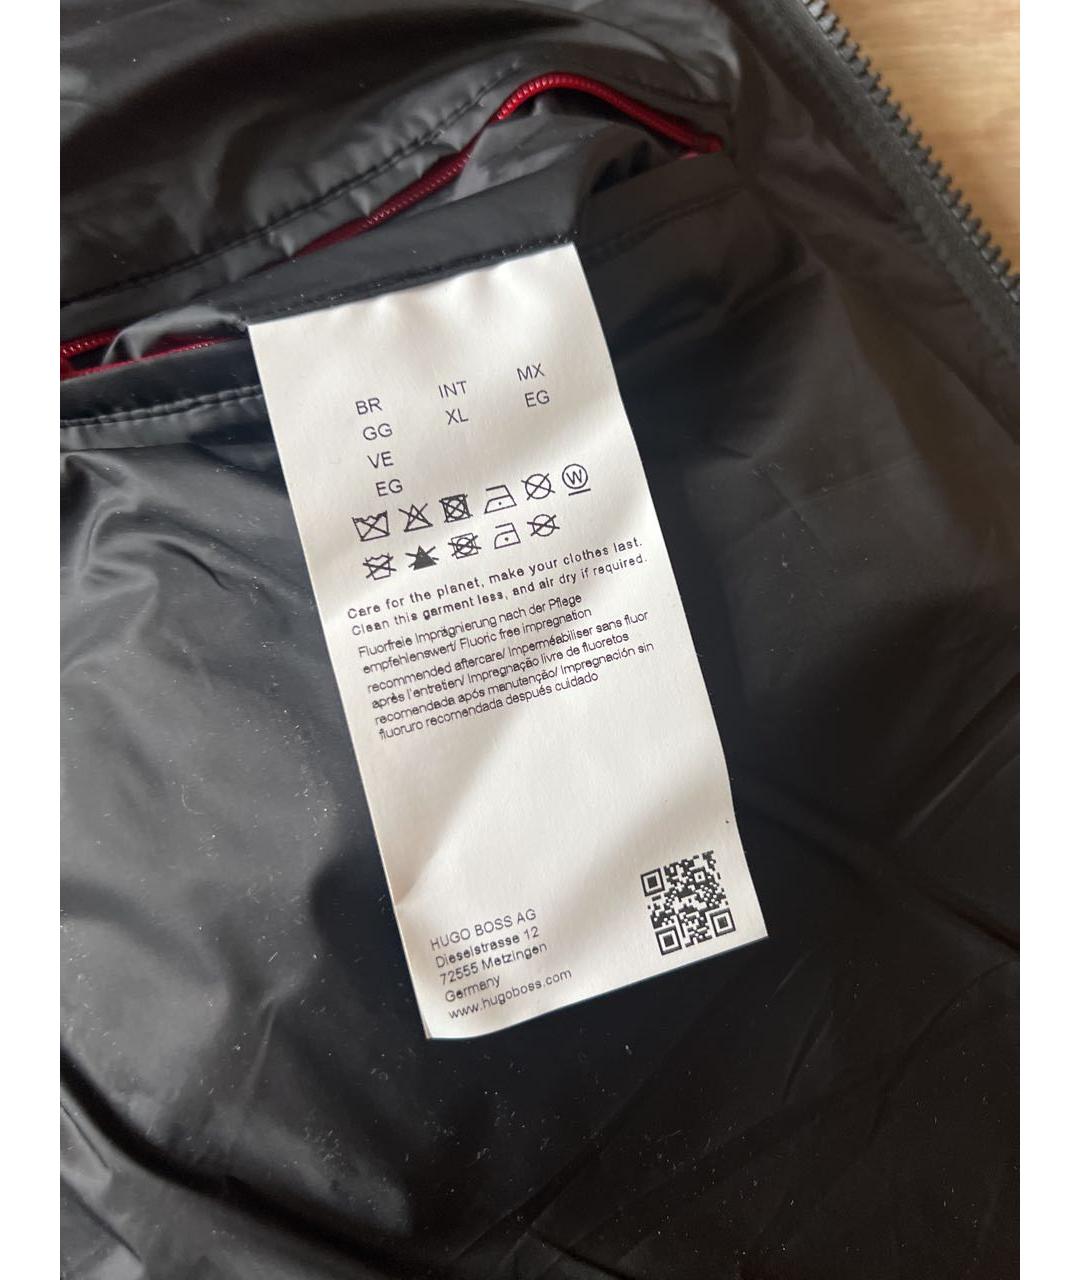 BR INT MX
GG XL EG
VE
EG
W
Care for the planet, make your clothes last.
Clean this garment less, and air dry if required.
Fluorfreie Imprägnierung nach der Pflege
empfehlenswert/ Fluoric free impregnation
recommended aftercare/ Imperméabiliser sans fluor
après l'entretien/ Impregnação livre de fluoretos
recomendada após manutenção/ Impregnación sin
fluoruro recomendada después cuidado
HUGO BOSS AG
Dieselstrasse 12
72555 Metzingen
Germany
www.hugoboss.com